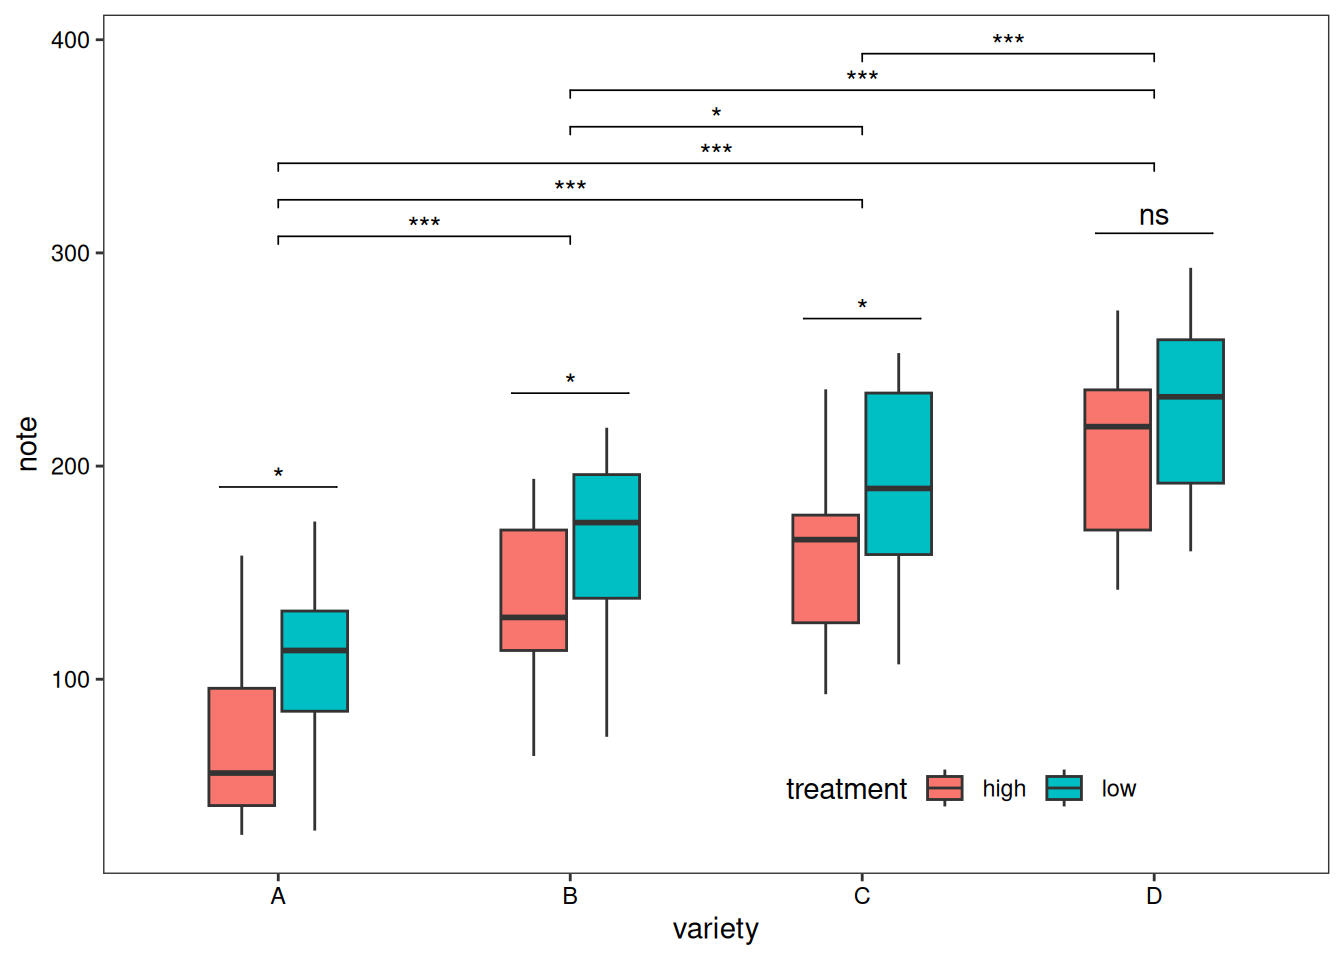 400
***
***
*
***
***
***
ns
300
*
*
note
200
*
100
treatment high low
A B C D
variety